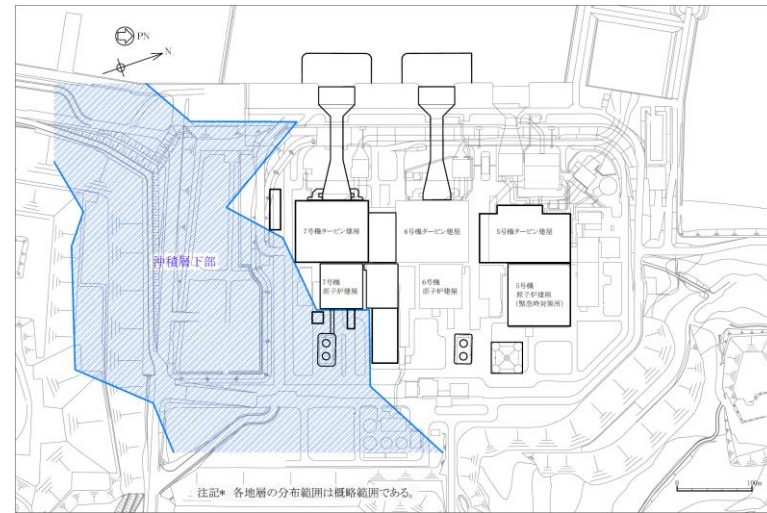 PN
N
7号機タービン建屋
6号機タービン建屋
5号機タービン建屋
沖積層下部
7号機
原子炉建屋
6号機
原子炉建屋
5号機
原子炉建屋
(緊急時対策所)
注記* 各地層の分布範囲は概略範囲である。
0
100m